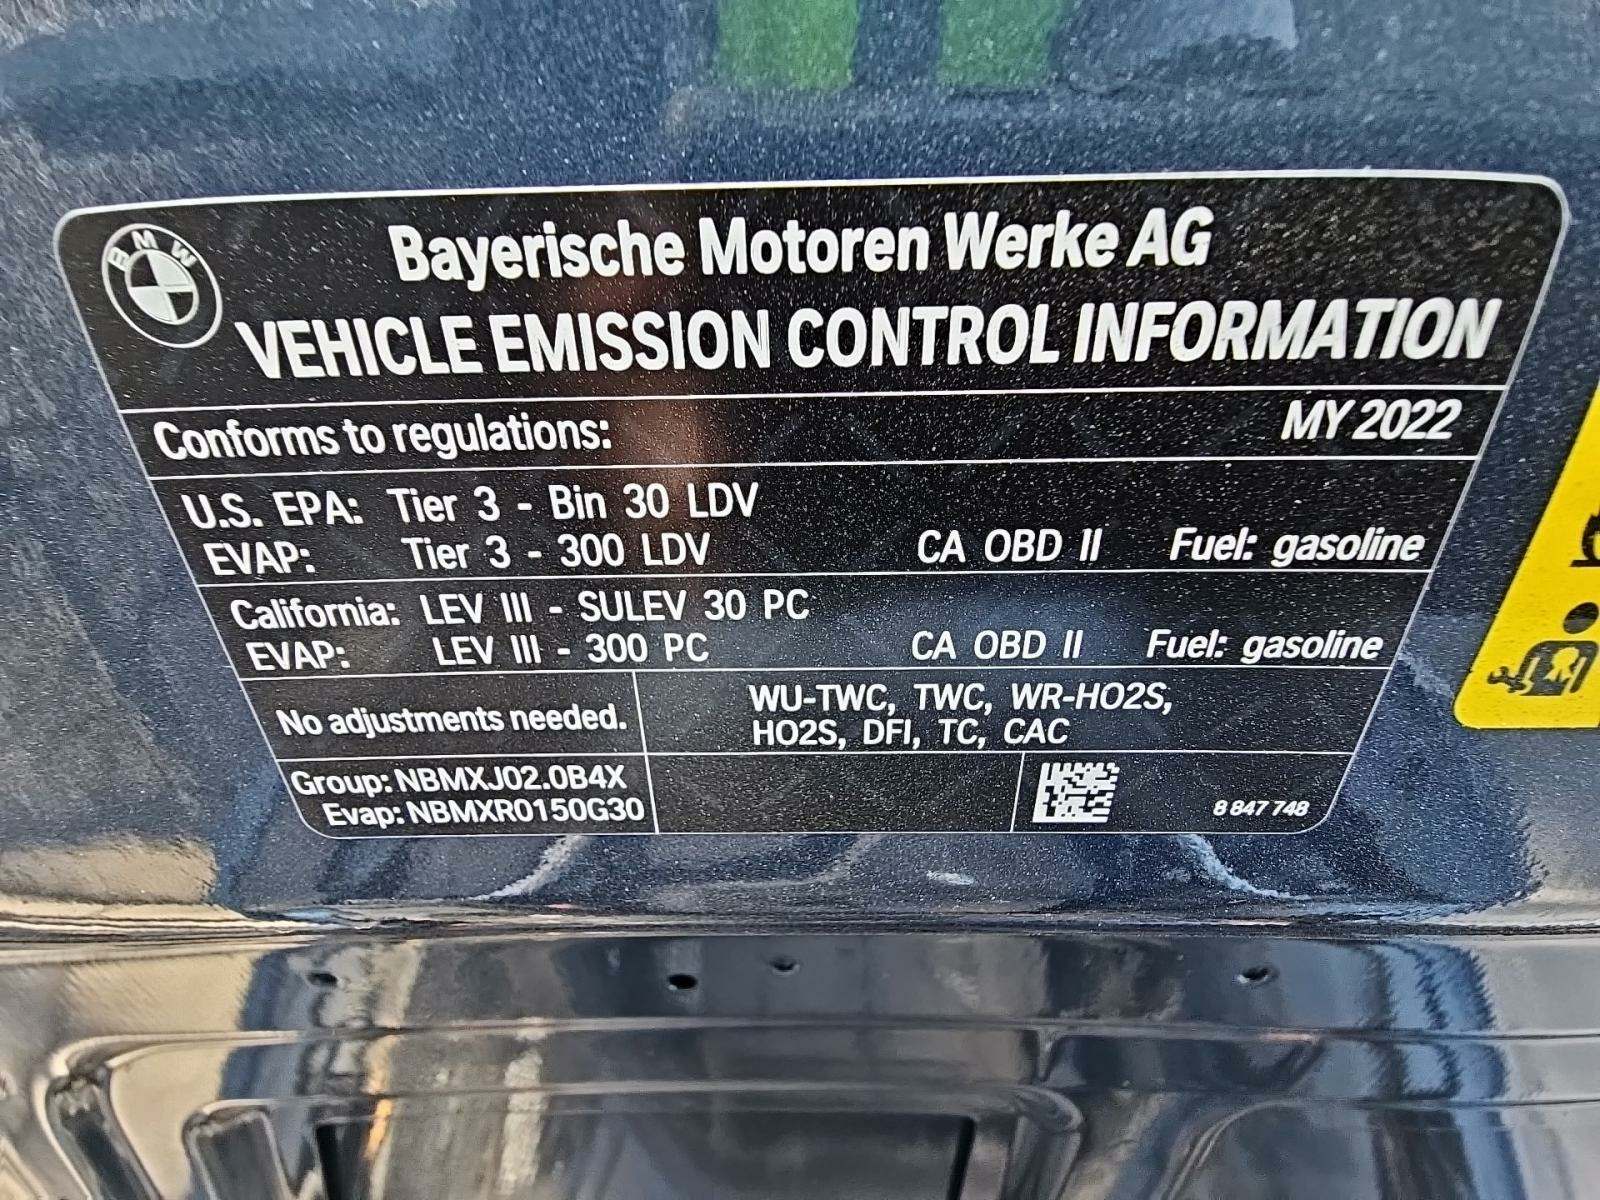 BMW
Bayerische Motoren Werke AG
VEHICLE EMISSION CONTROL INFORMATION
Conforms to regulations: MY 2022
U.S. EPA: Tier 3 - Bin 30 LDV
EVAP: Tier 3 - 300 LDV CA OBD II Fuel: gasoline
California: LEV III - SULEV 30 PC
EVAP: LEV III - 300 PC CA OBD II Fuel: gasoline
No adjustments needed.
WU-TWC, TWC, WR-HO2S,
HO2S, DFI, TC, CAC
Group: NBMXJ02.0B4X
Evap: NBMXR0150G30
8 847 748